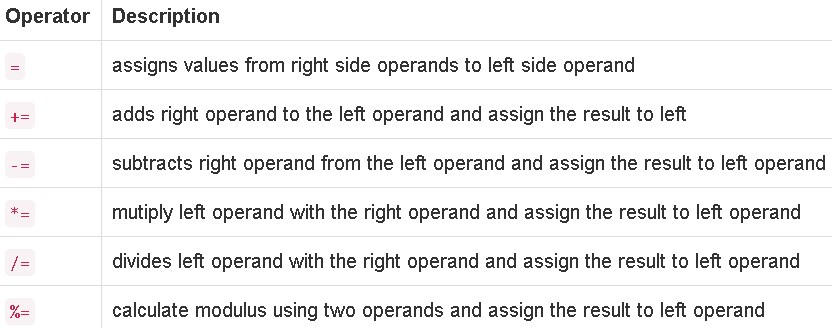 Operator Description
= assigns values from right side operands to left side operand
+= adds right operand to the left operand and assign the result to left
-= subtracts right operand from the left operand and assign the result to left operand
*= mutiply left operand with the right operand and assign the result to left operand
/= divides left operand with the right operand and assign the result to left operand
%= calculate modulus using two operands and assign the result to left operand